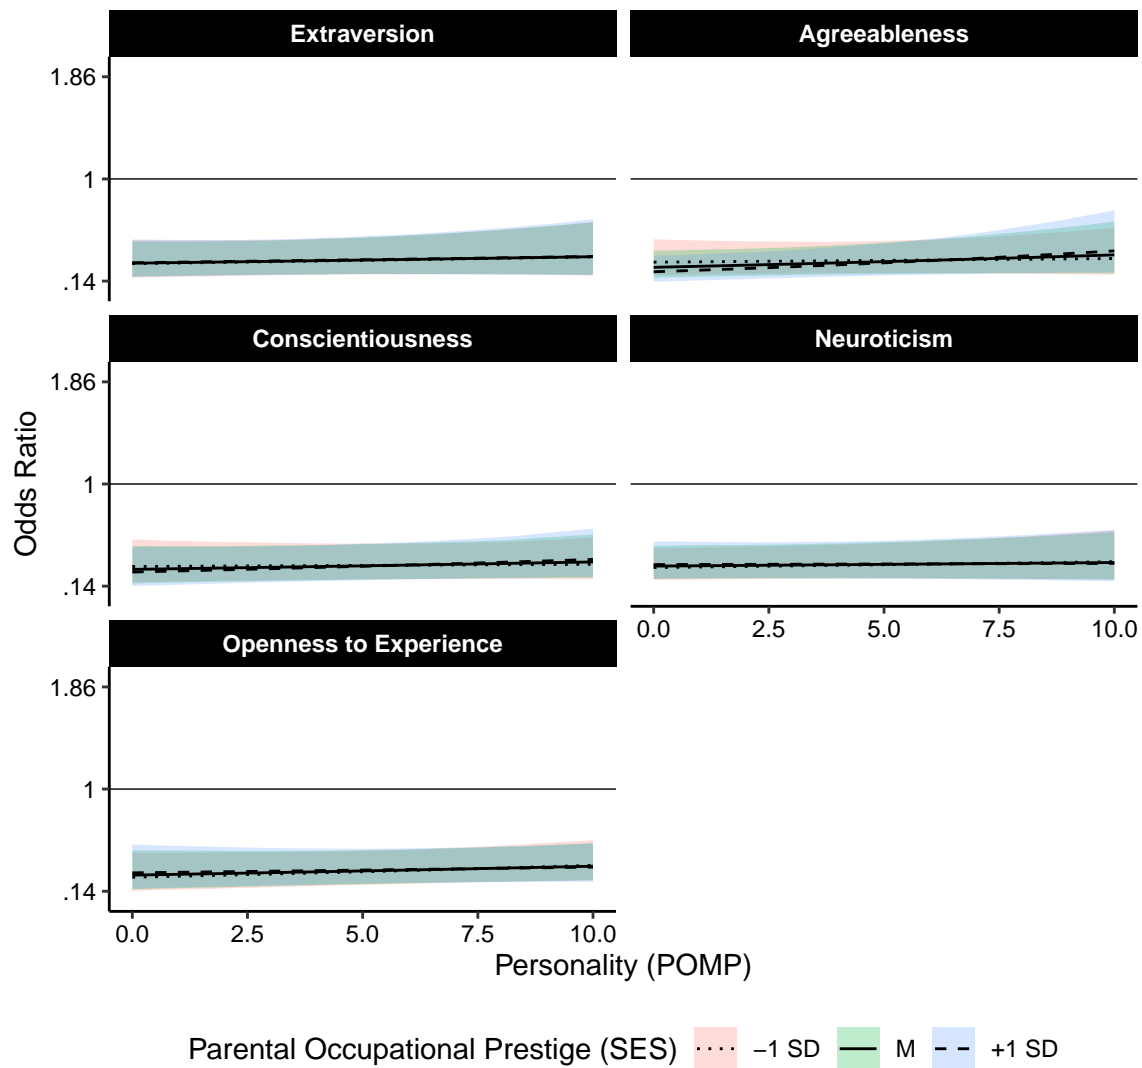 Extraversion
Agreeableness
1.86
1
.14
Conscientiousness
Neuroticism
1.86
1
.14
0.0 2.5 5.0 7.5 10.0
Openness to Experience
1.86
1
.14
0.0 2.5 5.0 7.5 10.0
Odds Ratio
Personality (POMP)
Parental Occupational Prestige (SES) −1 SD M +1 SD